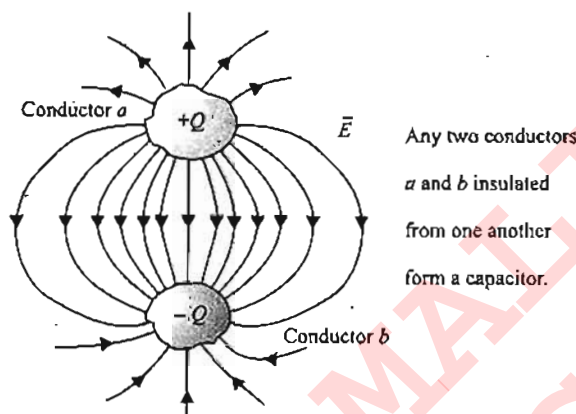 Conductor a
+Q
E̅
Any two conductors
a and b insulated
from one another
form a capacitor.
– Q
Conductor b